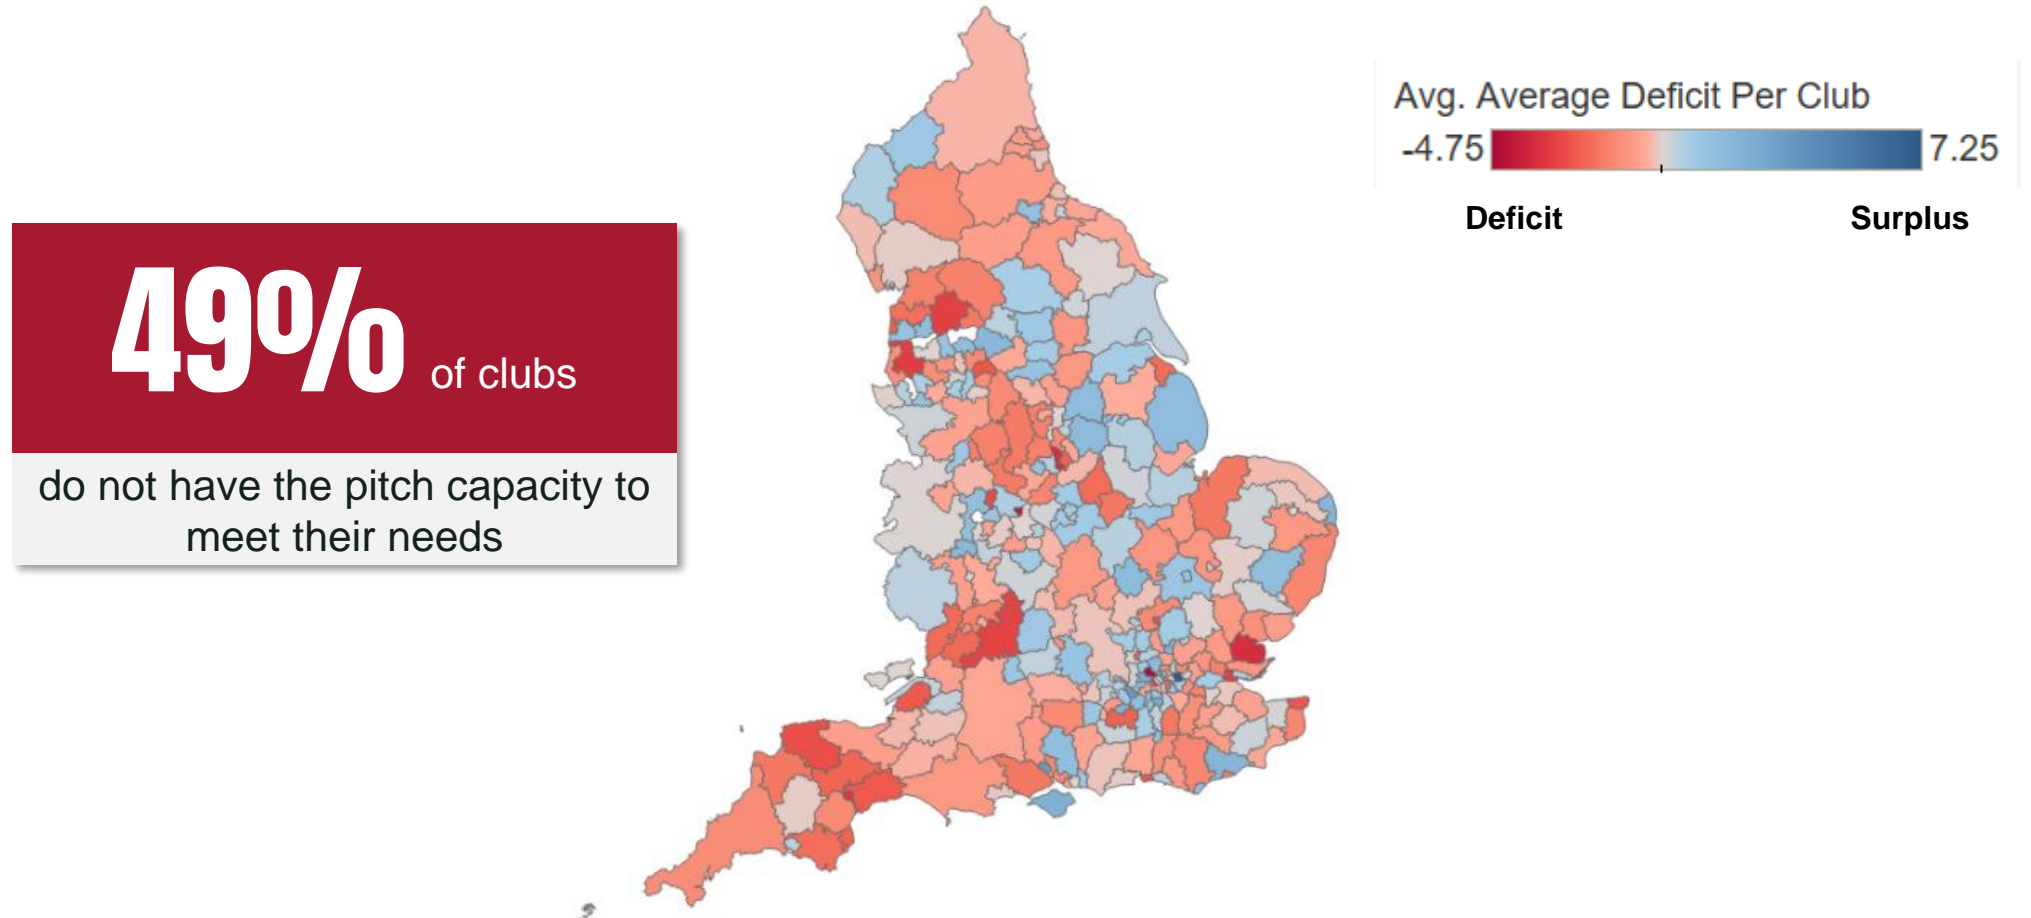 49% of clubs
do not have the pitch capacity to
meet their needs
Avg. Average Deficit Per Club
-4.75 7.25
Deficit Surplus